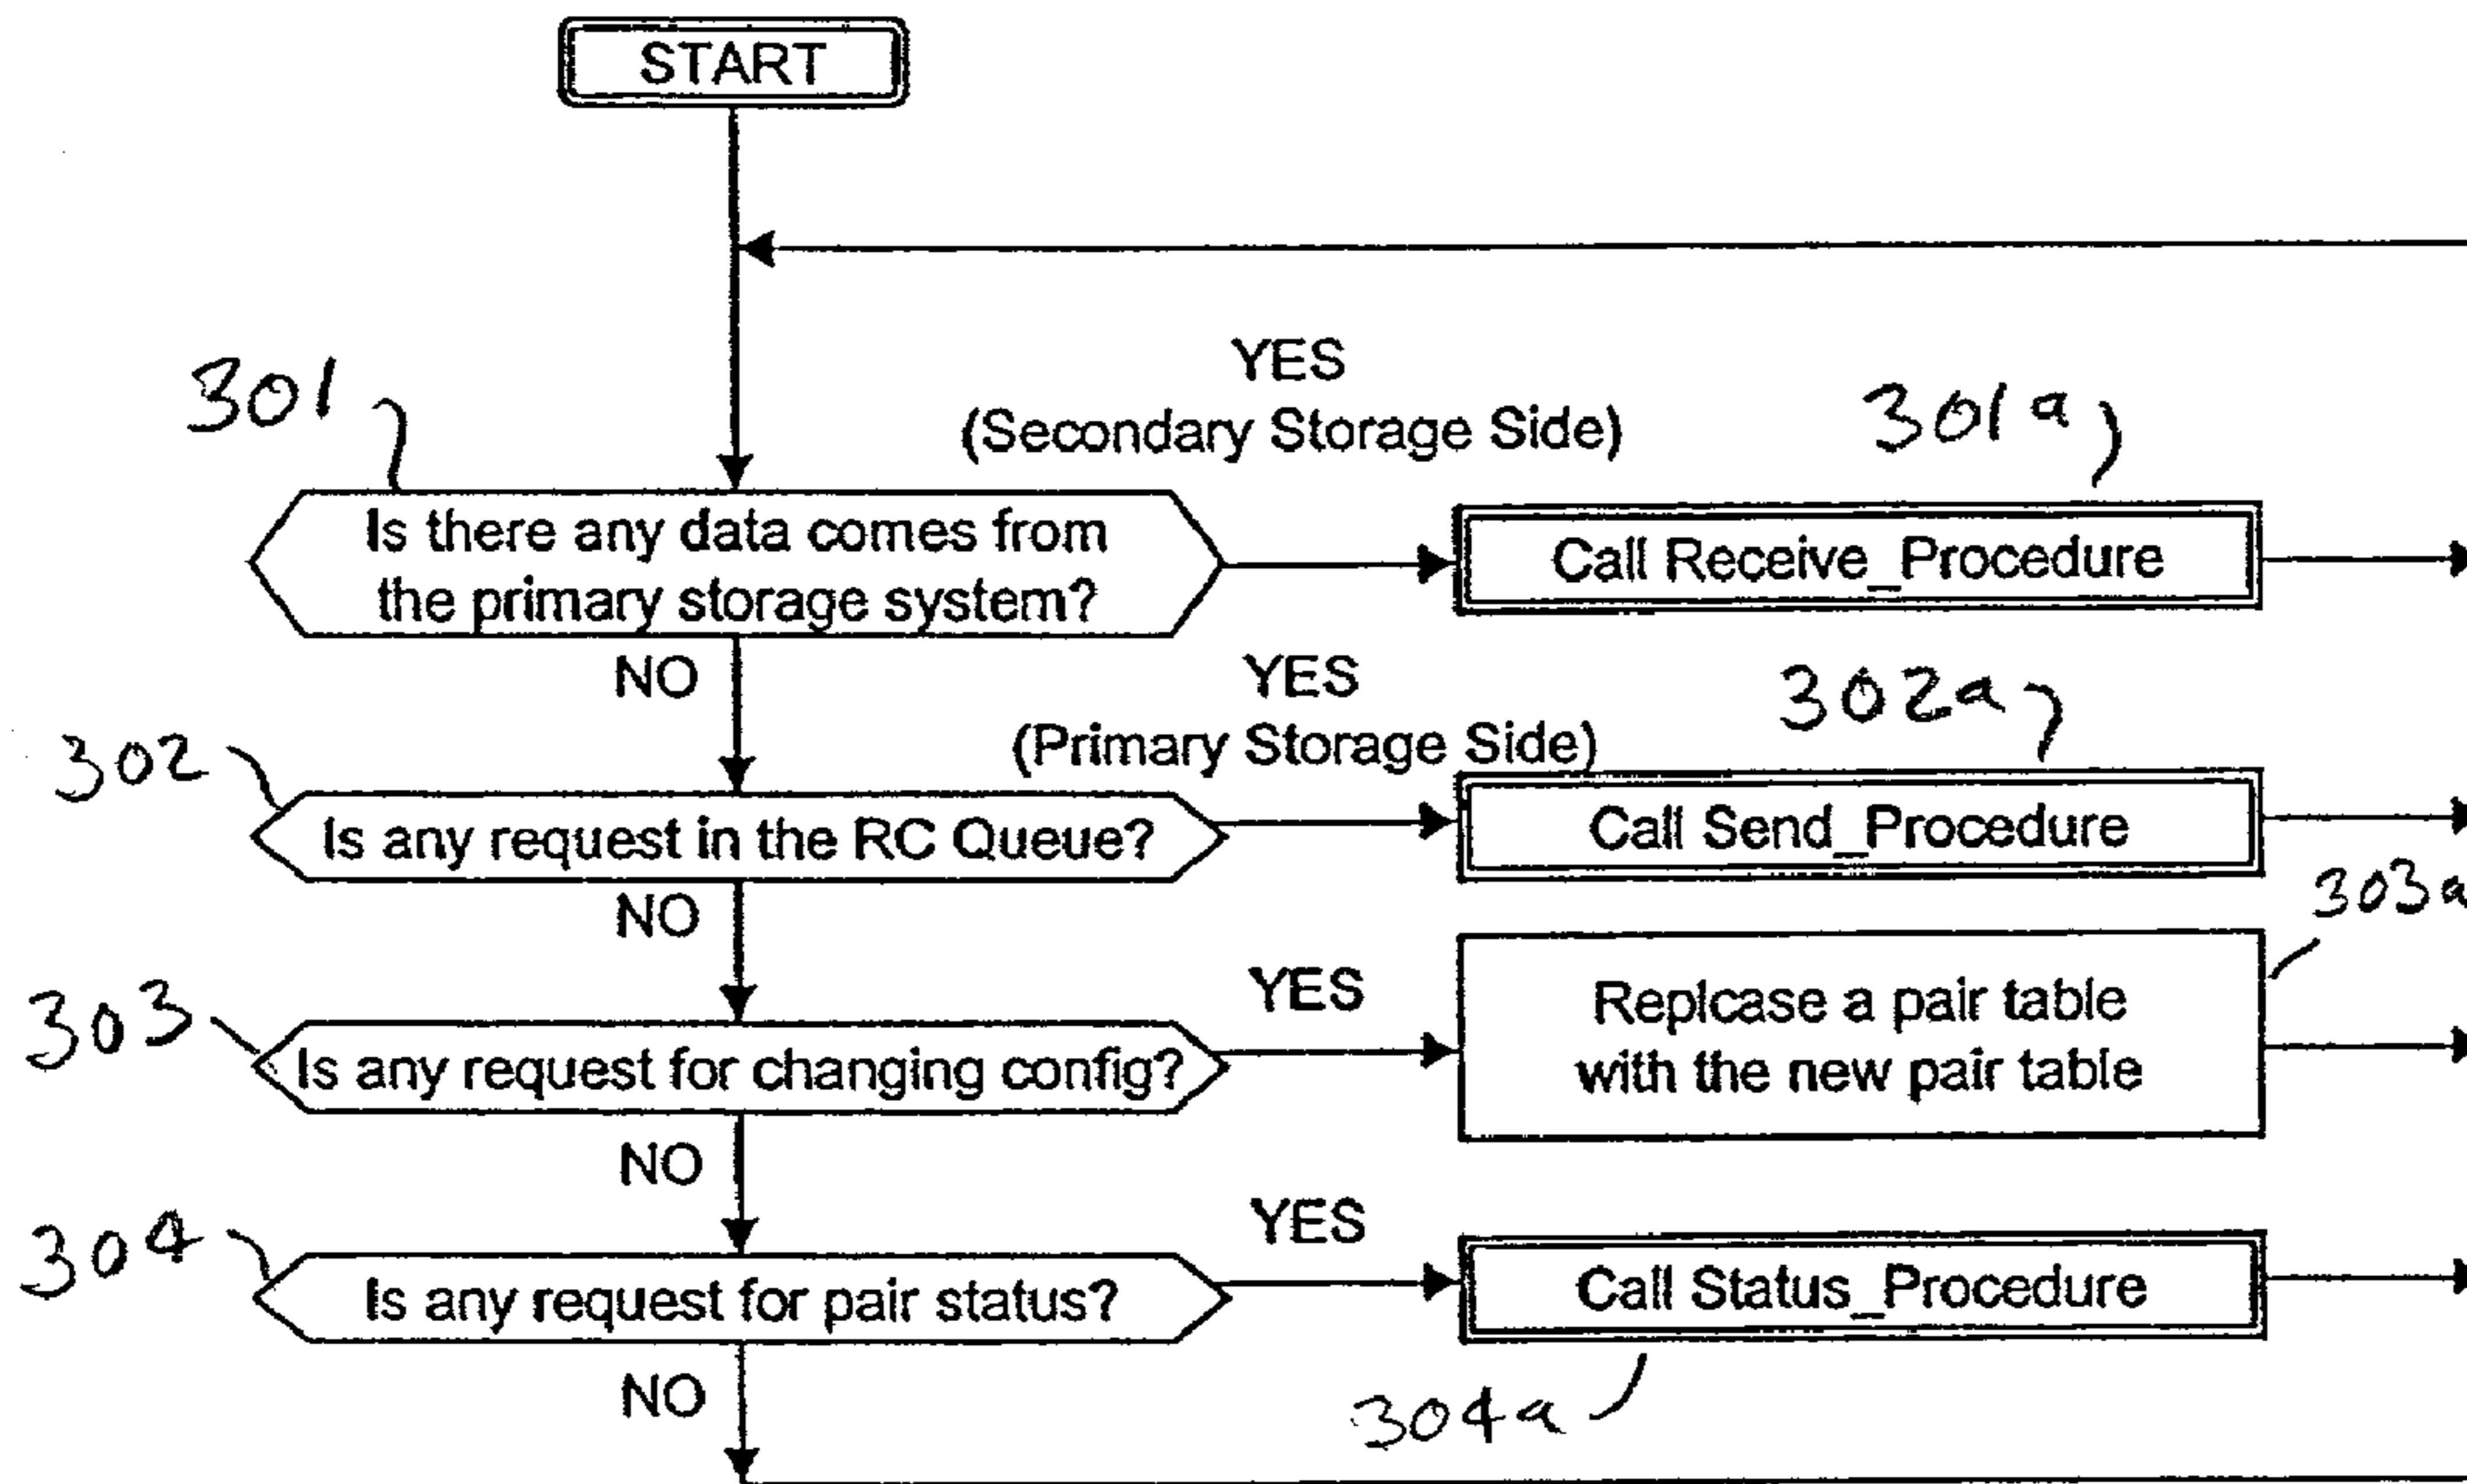 START
YES
(Secondary Storage Side)
301
301a
Is there any data comes from
the primary storage system?
Call Receive_Procedure
NO
YES
(Primary Storage Side)
302
302a
Is any request in the RC Queue?
Call Send_Procedure
NO
303
YES
303a
Is any request for changing config?
Replcase a pair table
with the new pair table
NO
304
YES
Is any request for pair status?
Call Status_Procedure
NO
304a